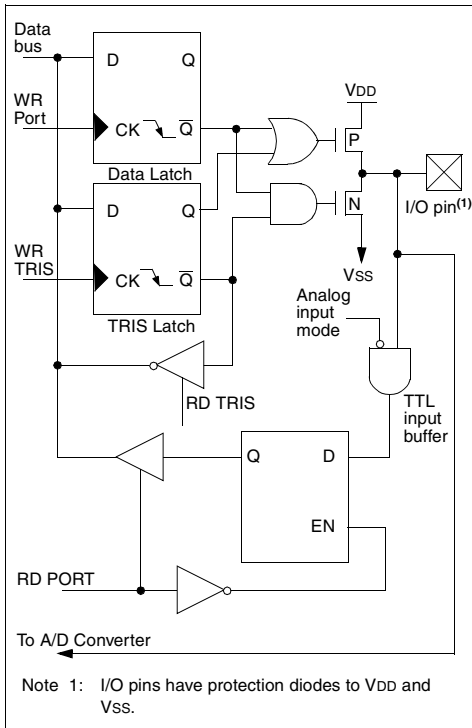 Data
bus
D Q
VDD
WR
Port
CK Q
P
Data Latch
D Q
N
I/O pin(1)
WR
TRIS
CK Q
VSS
TRIS Latch
Analog
input
mode
RD TRIS
TTL
input
buffer
Q D
EN
RD PORT
To A/D Converter
Note 1: I/O pins have protection diodes to VDD and
VSS.